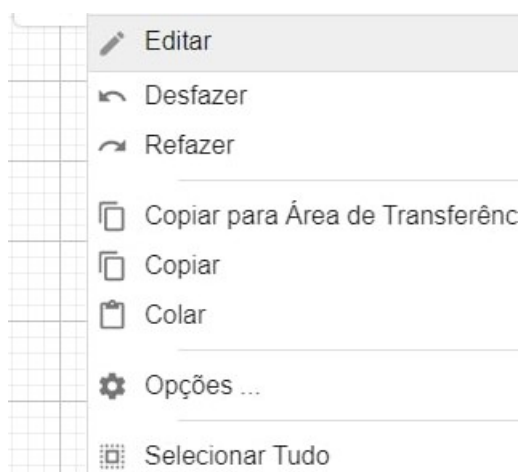 Editar
Desfazer
Refazer
Copiar para Área de Transferênc
Copiar
Colar
Opções ...
Selecionar Tudo